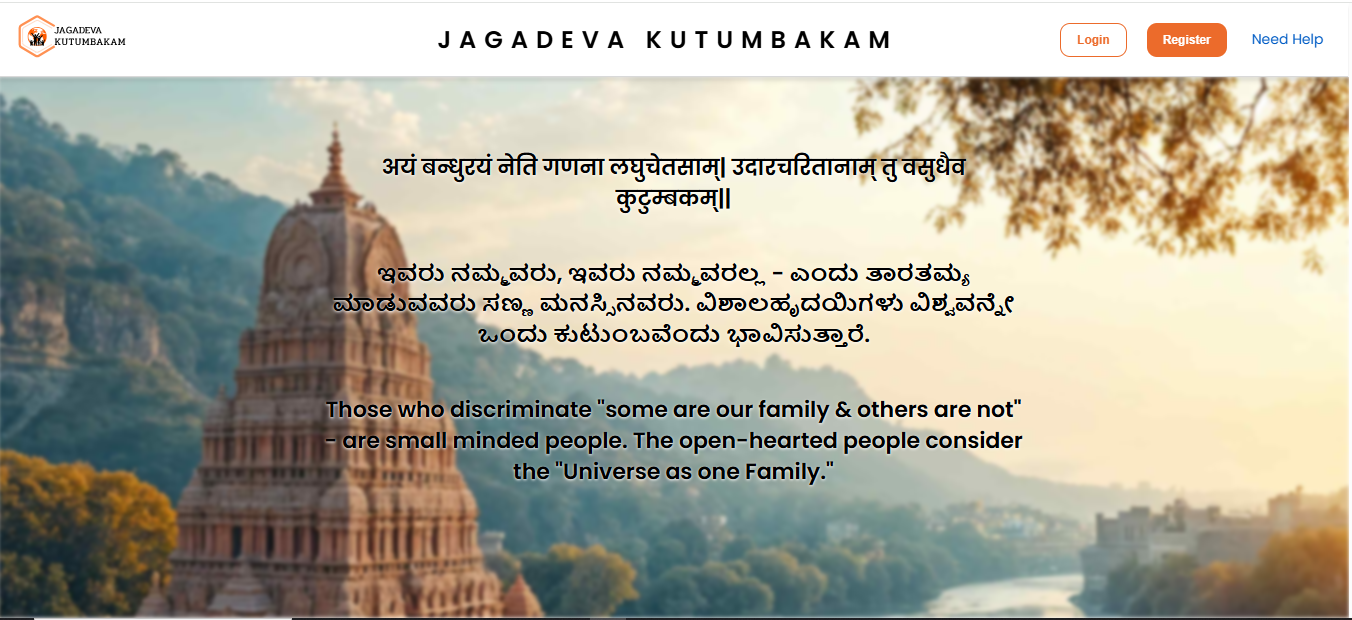 JAGADEVA
KUTUMBAKAM
JAGADEVA KUTUMBAKAM
Login
Register
Need Help
अयं बन्धुरयं नेति गणना लघुचेतसाम्| उदारचरितानाम् तु वसुधैव
कुटुम्बकम्||
ಇವರು ನಮ್ಮವರು, ಇವರು ನಮ್ಮವರಲ್ಲ - ಎಂದು ತಾರತಮ್ಯ
ಮಾಡುವವರು ಸಣ್ಣ ಮನಸ್ಸಿನವರು. ವಿಶಾಲಹೃದಯಿಗಳು ವಿಶ್ವವನ್ನೇ
ಒಂದು ಕುಟುಂಬವೆಂದು ಭಾವಿಸುತ್ತಾರೆ.
Those who discriminate "some are our family & others are not"
- are small minded people. The open-hearted people consider
the "Universe as one Family."